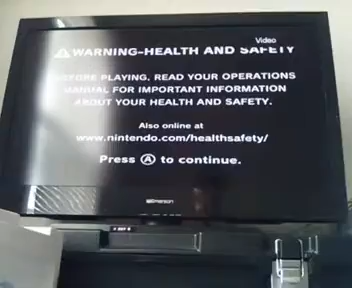 Video
WARNING-HEALTH AND SAFETY
BEFORE PLAYING, READ YOUR OPERATIONS
MANUAL FOR IMPORTANT INFORMATION
ABOUT YOUR HEALTH AND SAFETY.
Also online at
www.nintendo.com/healthsafety/
Press A to continue.
Emerson